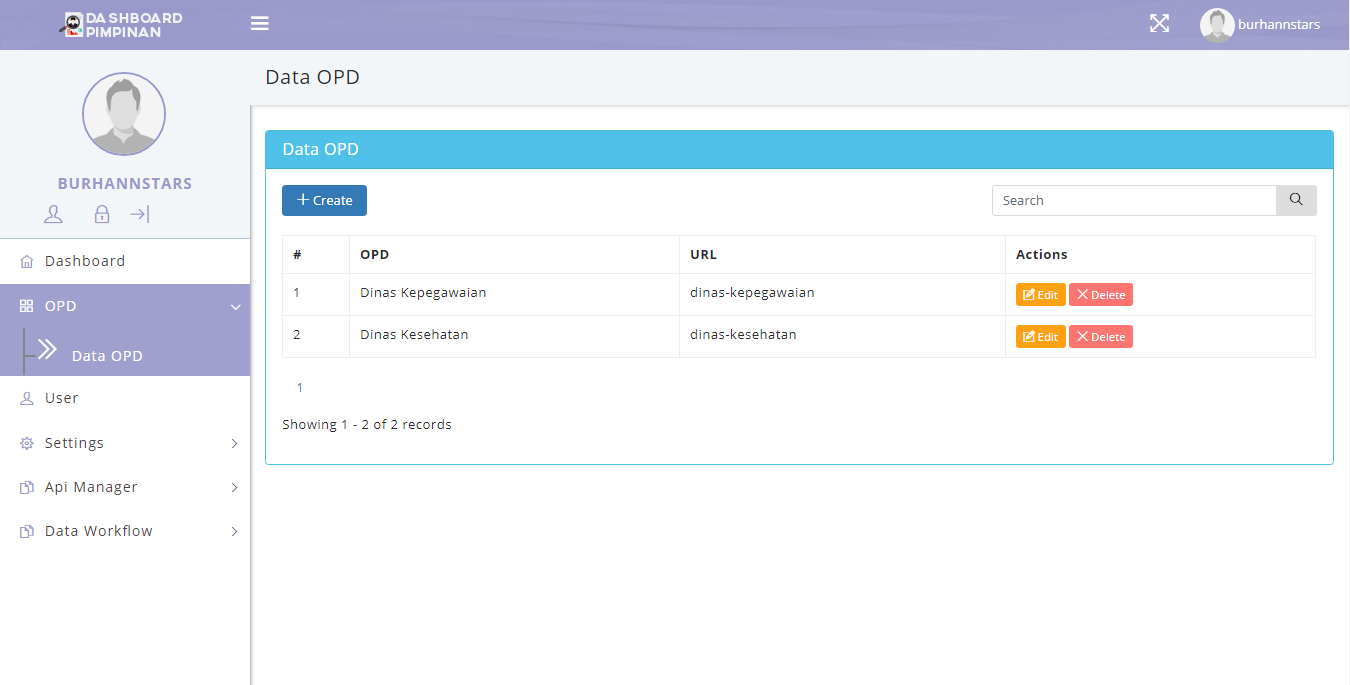 DASHBOARD
PIMPINAN
burhannstars
BURHANNSTARS
Dashboard
OPD
Data OPD
User
Settings
Api Manager
Data Workflow
Data OPD
Data OPD
Create
Search
# OPD URL Actions
1 Dinas Kepegawaian dinas-kepegawaian Edit Delete
2 Dinas Kesehatan dinas-kesehatan Edit Delete
1
Showing 1 - 2 of 2 records